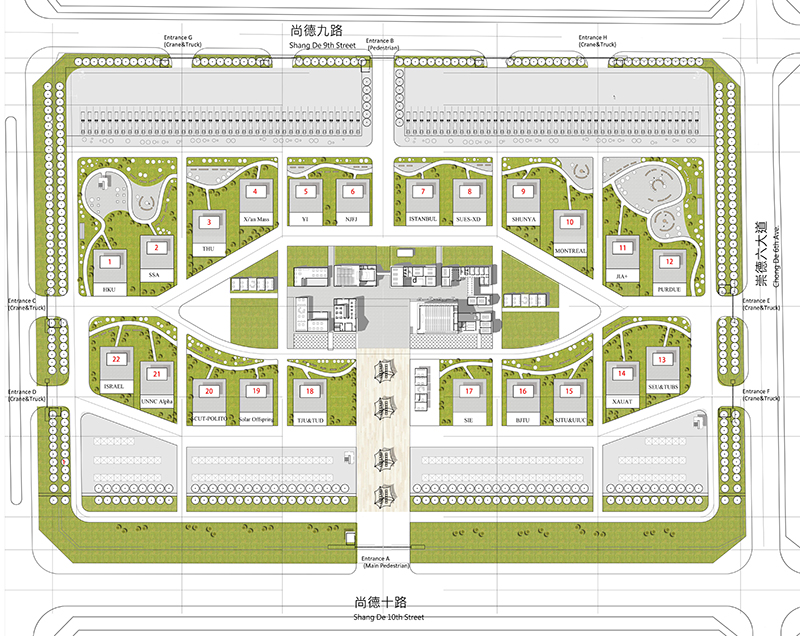 尚德九路
Shang De 9th Street
Entrance G
(Crane&Truck)
Entrance B
(Pedestrian)
Entrance H
(Crane&Truck)
崇德六大道
Chong De 6th Ave.
4
Xi'an Mass
5
YI
6
NJFJ
7
ISTANBUL
8
SUES-XD
9
SHUNYA
3
THU
10
MONTREAL
2
SSA
1
HKU
11
JIA+
12
PURDUE
Entrance C
(Crane&Truck)
Entrance E
(Crane&Truck)
22
ISRAEL
21
UNNC Alpha
20
SCUT-POLITO
19
Solar Offspring
18
TJU&TUD
17
SIE
16
BJTU
15
SJTU&UIUC
14
XAUAT
13
SEU&TUBS
Entrance D
(Crane&Truck)
Entrance F
(Crane&Truck)
Entrance A
(Main Pedestrian)
尚德十路
Shang De 10th Street